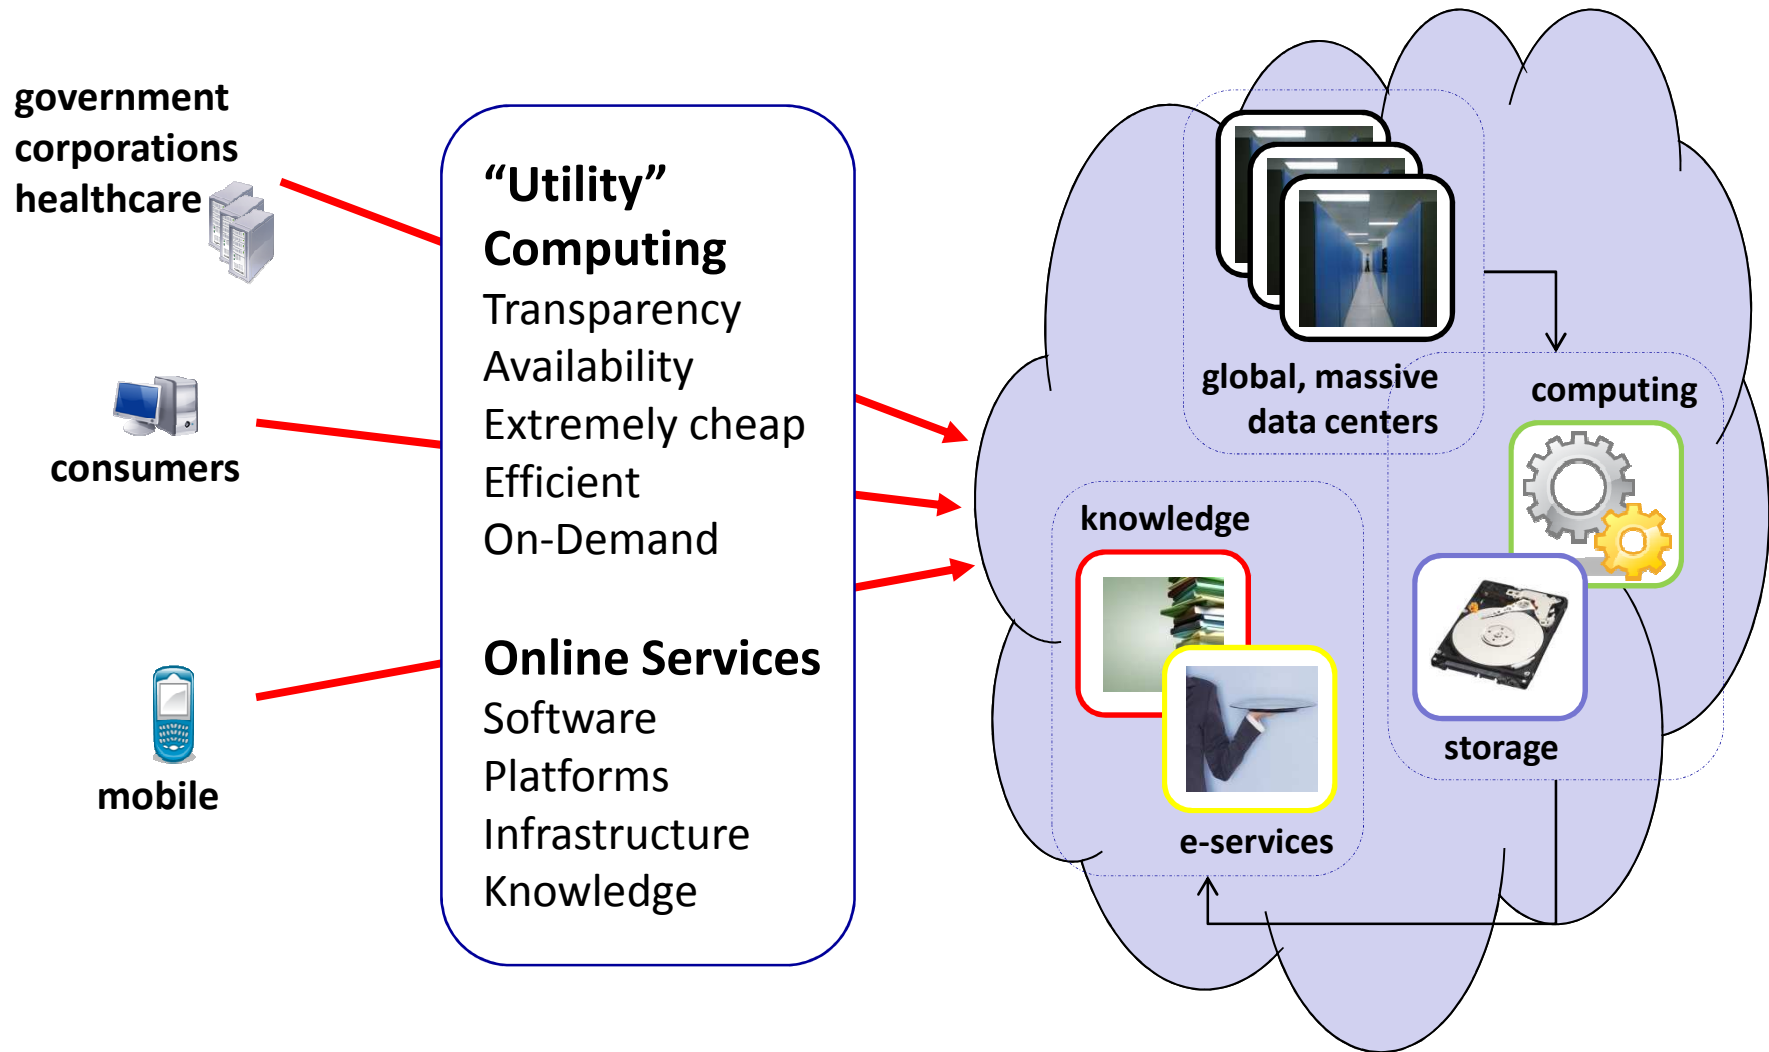 government
corporations
healthcare
consumers
mobile
“Utility”
Computing
Transparency
Availability
Extremely cheap
Efficient
On-Demand
Online Services
Software
Platforms
Infrastructure
Knowledge
global, massive
data centers
computing
knowledge
storage
e-services